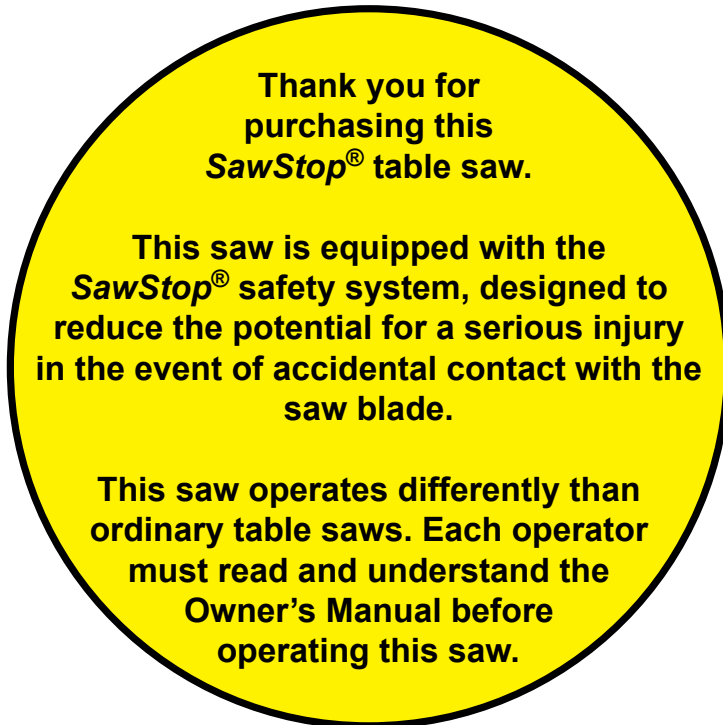 Thank you for
purchasing this
SawStop® table saw.
This saw is equipped with the
SawStop® safety system, designed to
reduce the potential for a serious injury
in the event of accidental contact with the
saw blade.
This saw operates differently than
ordinary table saws. Each operator
must read and understand the
Owner’s Manual before
operating this saw.